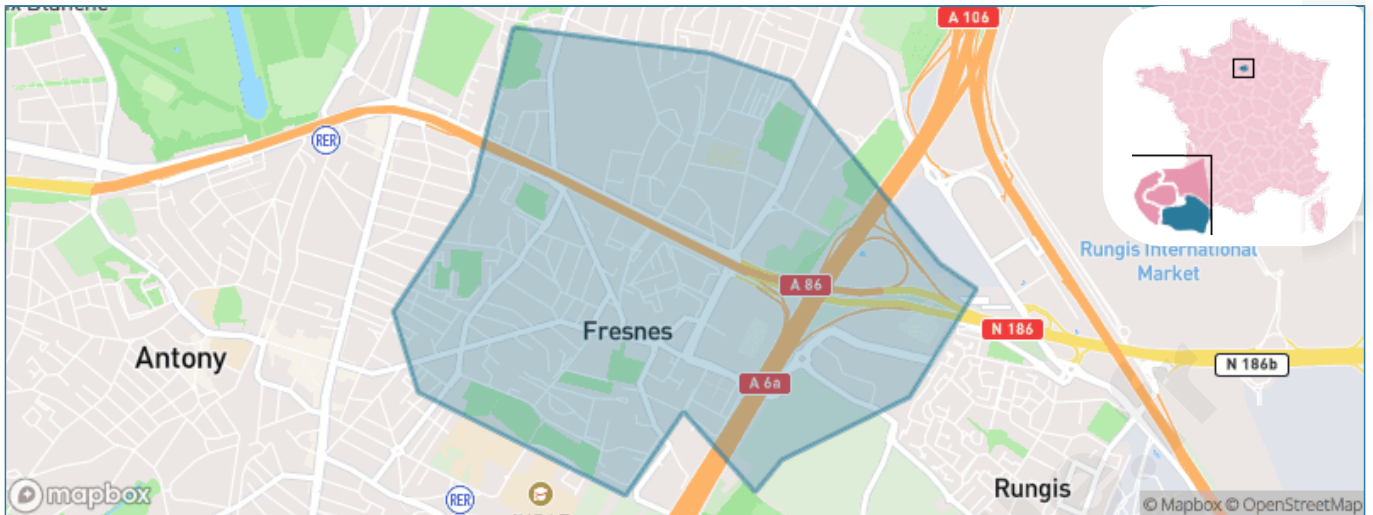 A 106
RER
Rungis International
Market
A 86
Fresnes
N 186
Antony
N 186b
A 6a
Rungis
RER
mapbox
© Mapbox © OpenStreetMap